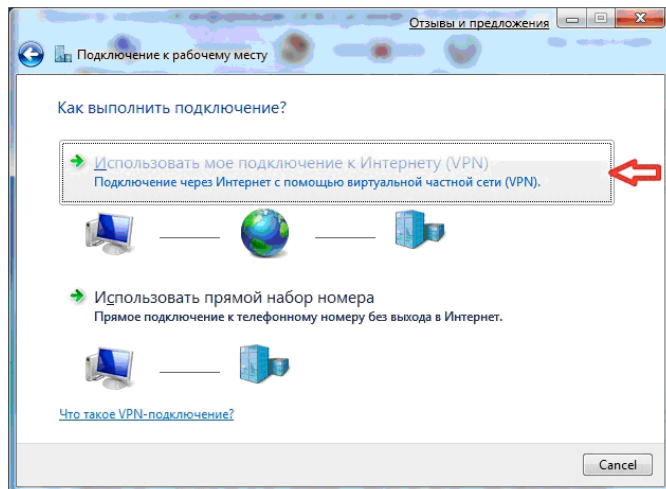 Отзывы и предложения
Подключение к рабочему месту
Как выполнить подключение?
Использовать мое подключение к Интернету (VPN)
Подключение через Интернет с помощью виртуальной частной сети (VPN).
Использовать прямой набор номера
Прямое подключение к телефонному номеру без выхода в Интернет.
Что такое VPN-подключение?
Cancel